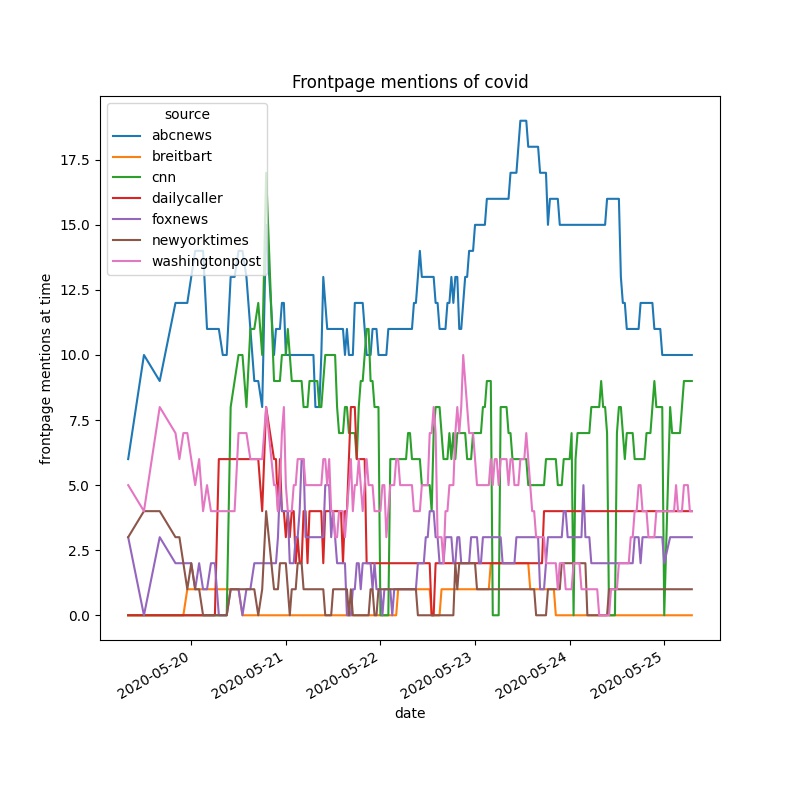 Frontpage mentions of covid
source
abcnews
breitbart
cnn
dailycaller
foxnews
newyorktimes
washingtonpost
frontpage mentions at time
17.5
15.0
12.5
10.0
7.5
5.0
2.5
0.0
2020-05-20
2020-05-21
2020-05-22
2020-05-23
2020-05-24
2020-05-25
date